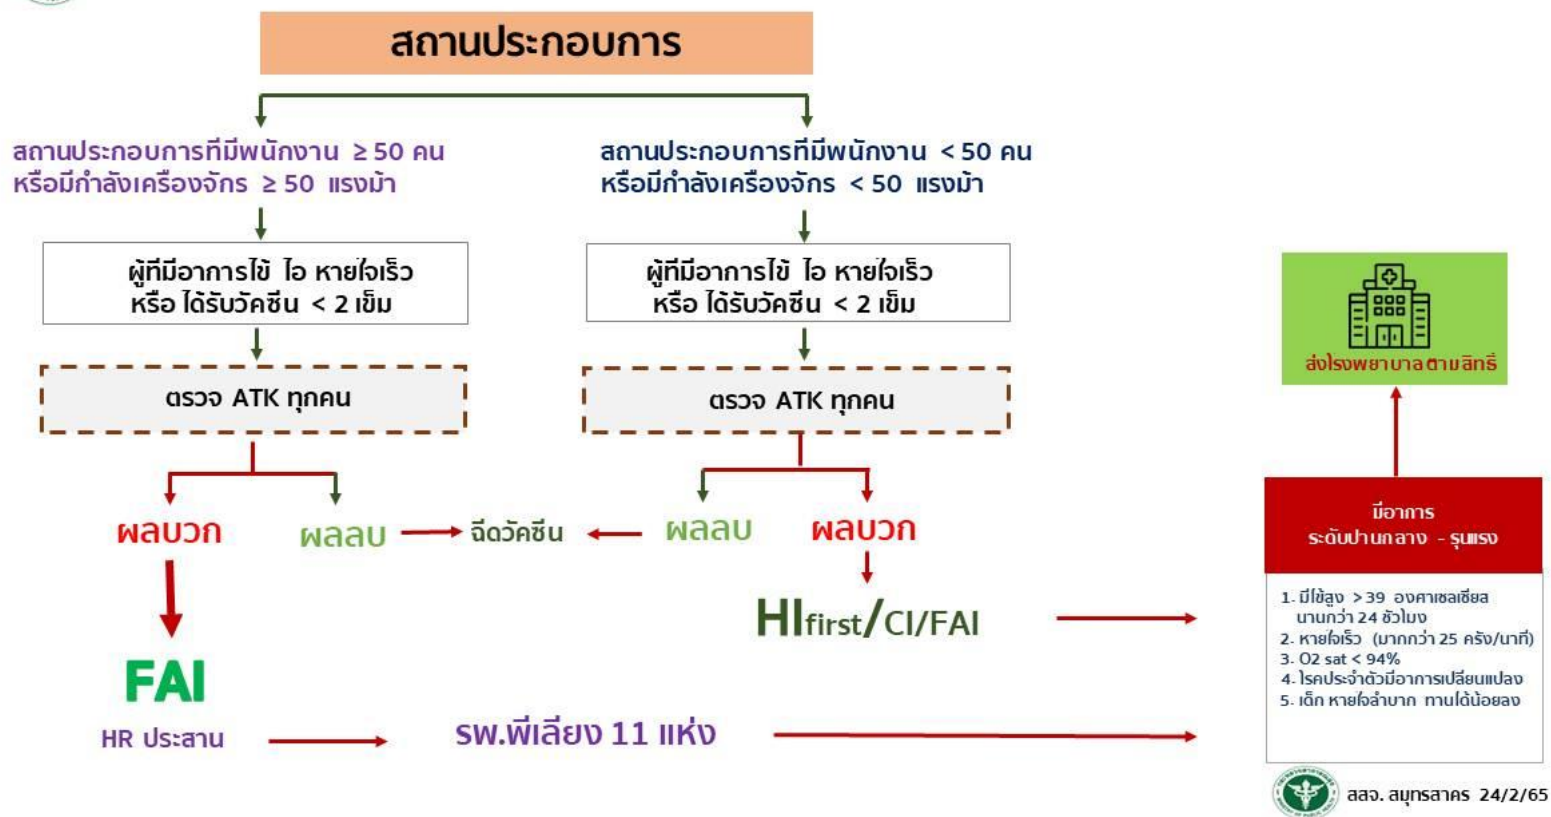 สถานประกอบการ
สถานประกอบการที่มีพนักงาน ≥ 50 คน
หรือมีกำลังเครื่องจักร ≥ 50 แรงม้า
สถานประกอบการที่มีพนักงาน < 50 คน
หรือมีกำลังเครื่องจักร < 50 แรงม้า
ผู้ที่มีอาการไข้ ไอ หายใจเร็ว
หรือ ได้รับวัคซีน < 2 เข็ม
ผู้ที่มีอาการไข้ ไอ หายใจเร็ว
หรือ ได้รับวัคซีน < 2 เข็ม
ส่งโรงพยาบาลตามสิทธิ์
ตรวจ ATK ทุกคน
ตรวจ ATK ทุกคน
ผลบวก
ผลลบ
ฉีดวัคซีน
ผลลบ
ผลบวก
มีอาการ
ระดับปานกลาง - รุนแรง
HIfirst/CI/FAI
1. มีไข้สูง > 39 องศาเซลเซียส
นานกว่า 24 ชั่วโมง
2. หายใจเร็ว (มากกว่า 25 ครั้ง/นาที)
3. O2 sat < 94%
4. โรคประจำตัวมีอาการเปลี่ยนแปลง
5. เด็ก หายใจลำบาก ทานได้น้อยลง
FAI
HR ประสาน
รพ.พี่เลี้ยง 11 แห่ง
สสจ. สมุทรสาคร 24/2/65